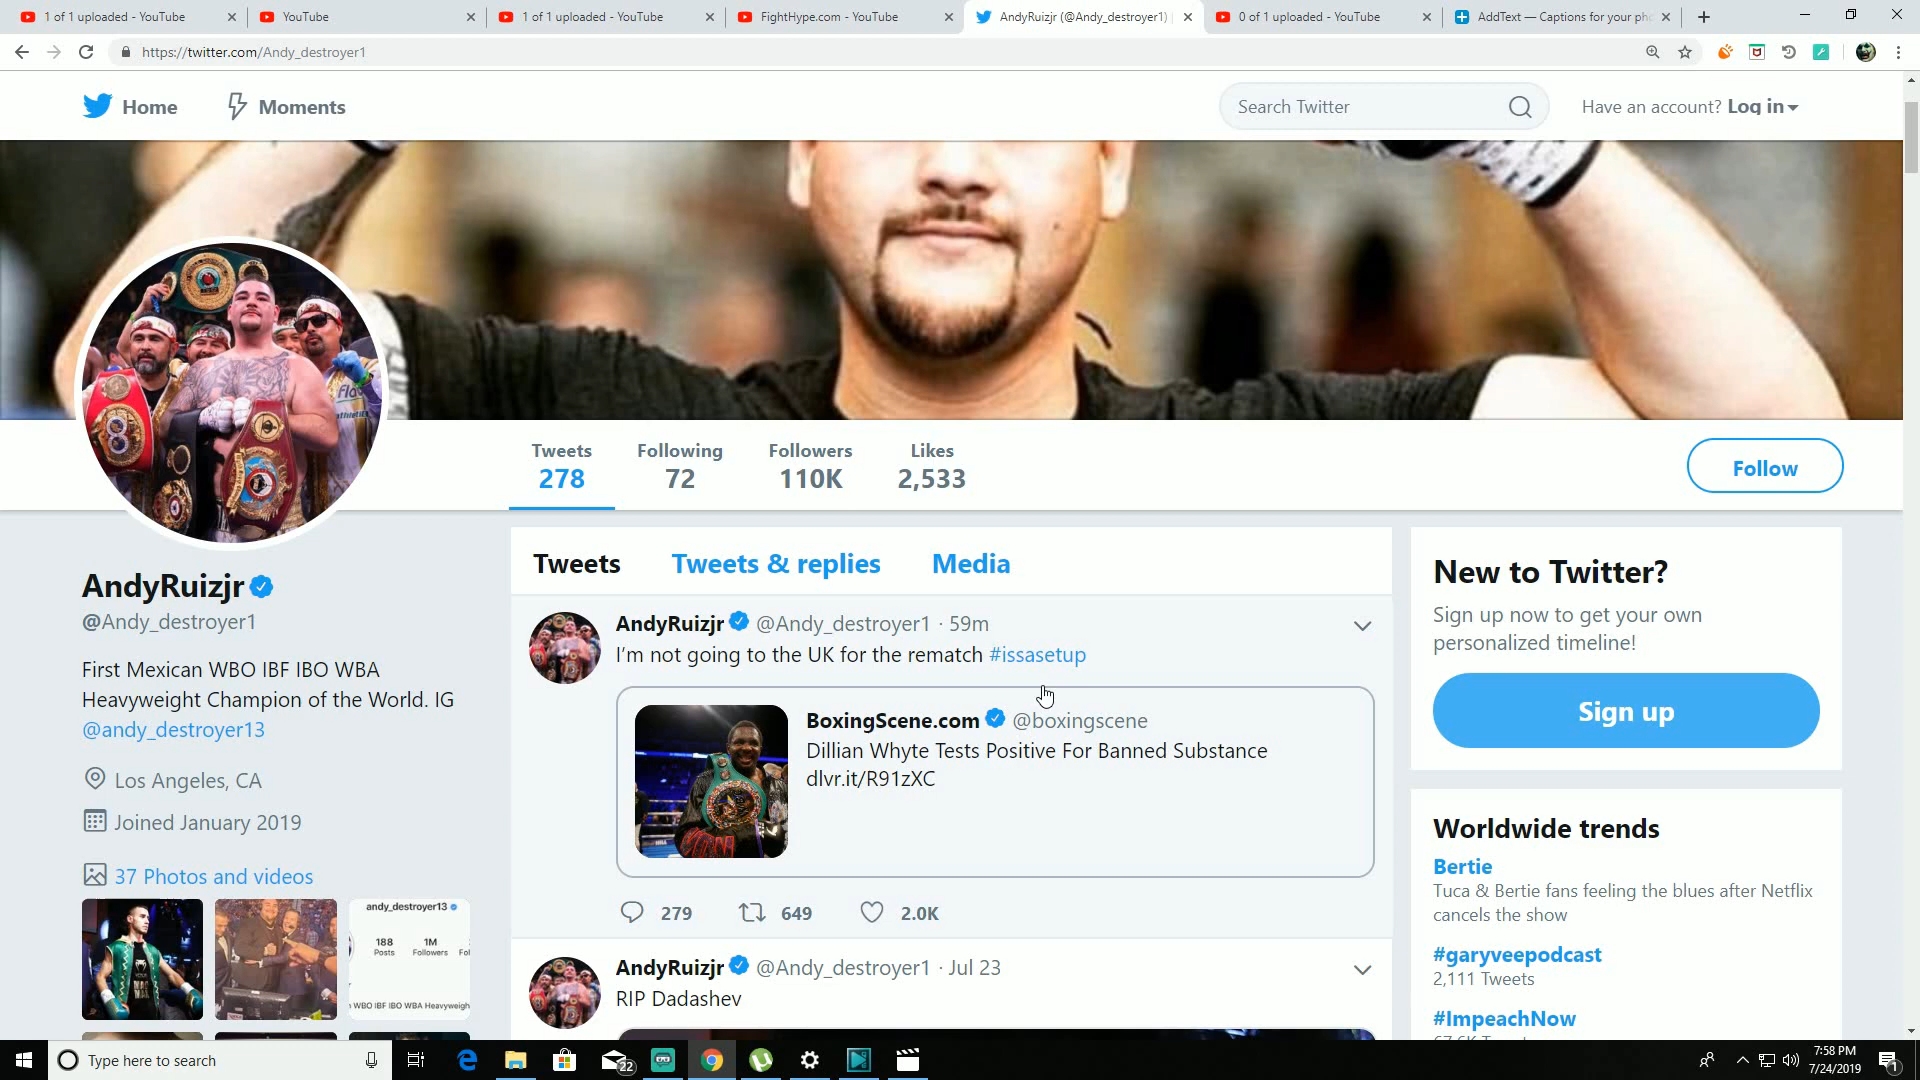 1 of 1 uploaded - YouTube
YouTube
1 of 1 uploaded - YouTube
FightHype.com - YouTube
AndyRuizjr (@Andy_destroyer1) |
0 of 1 uploaded - YouTube
AddText — Captions for your pho
https://twitter.com/Andy_destroyer1
Home
Moments
Search Twitter
Have an account? Log in
Tweets
278
Following
72
Followers
110K
Likes
2,533
Follow
AndyRuizjr
@Andy_destroyer1
First Mexican WBO IBF IBO WBA
Heavyweight Champion of the World. IG
@andy_destroyer13
Los Angeles, CA
Joined January 2019
37 Photos and videos
andy_destroyer13
188
Posts
1M
Followers
Fol
WBO IBF IBO WBA Heavyweigh
Tweets
Tweets & replies
Media
AndyRuizjr @Andy_destroyer1 · 59m
I'm not going to the UK for the rematch #issasetup
BoxingScene.com @boxingscene
Dillian Whyte Tests Positive For Banned Substance
dlvr.it/R91zXC
279
649
2.0K
AndyRuizjr @Andy_destroyer1 · Jul 23
RIP Dadashev
New to Twitter?
Sign up now to get your own
personalized timeline!
Sign up
Worldwide trends
Bertie
Tuca & Bertie fans feeling the blues after Netflix
cancels the show
#garyveepodcast
2,111 Tweets
#ImpeachNow
Type here to search
22
7:58 PM
7/24/2019
1